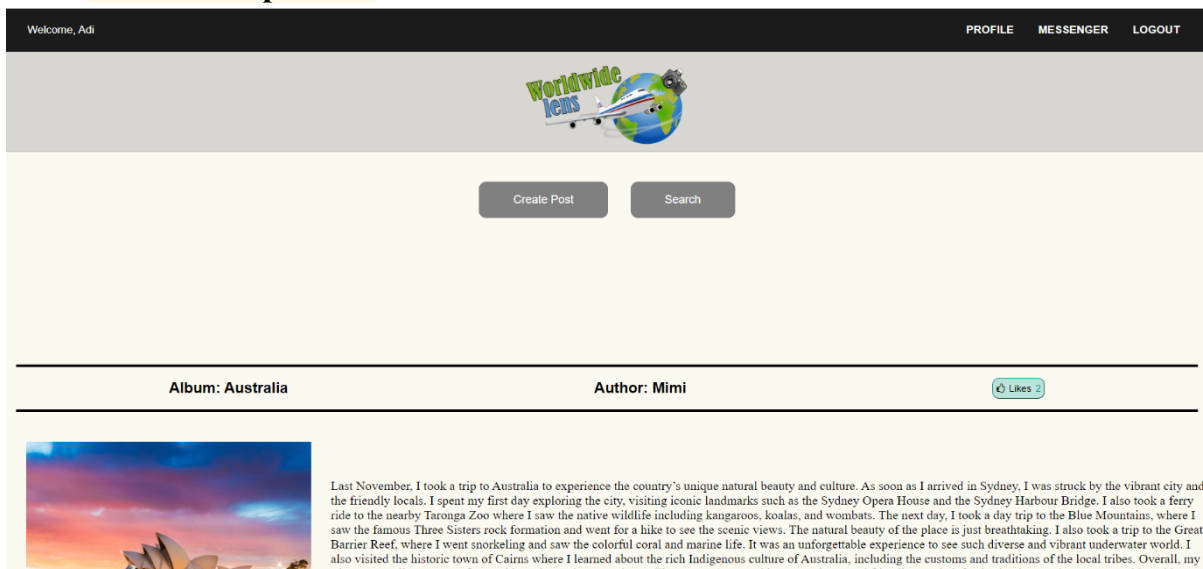 Welcome, Adi
PROFILE MESSENGER LOGOUT
Worldwide
lens
Create Post Search
Album: Australia Author: Mimi Likes 2
Last November, I took a trip to Australia to experience the country's unique natural beauty and culture. As soon as I arrived in Sydney, I was struck by the vibrant city and
the friendly locals. I spent my first day exploring the city, visiting iconic landmarks such as the Sydney Opera House and the Sydney Harbour Bridge. I also took a ferry
ride to the nearby Taronga Zoo where I saw the native wildlife including kangaroos, koalas, and wombats. The next day, I took a day trip to the Blue Mountains, where I
saw the famous Three Sisters rock formation and went for a hike to see the scenic views. The natural beauty of the place is just breathtaking. I also took a trip to the Great
Barrier Reef, where I went snorkeling and saw the colorful coral and marine life. It was an unforgettable experience to see such diverse and vibrant underwater world. I
also visited the historic town of Cairns where I learned about the rich Indigenous culture of Australia, including the customs and traditions of the local tribes. Overall, my